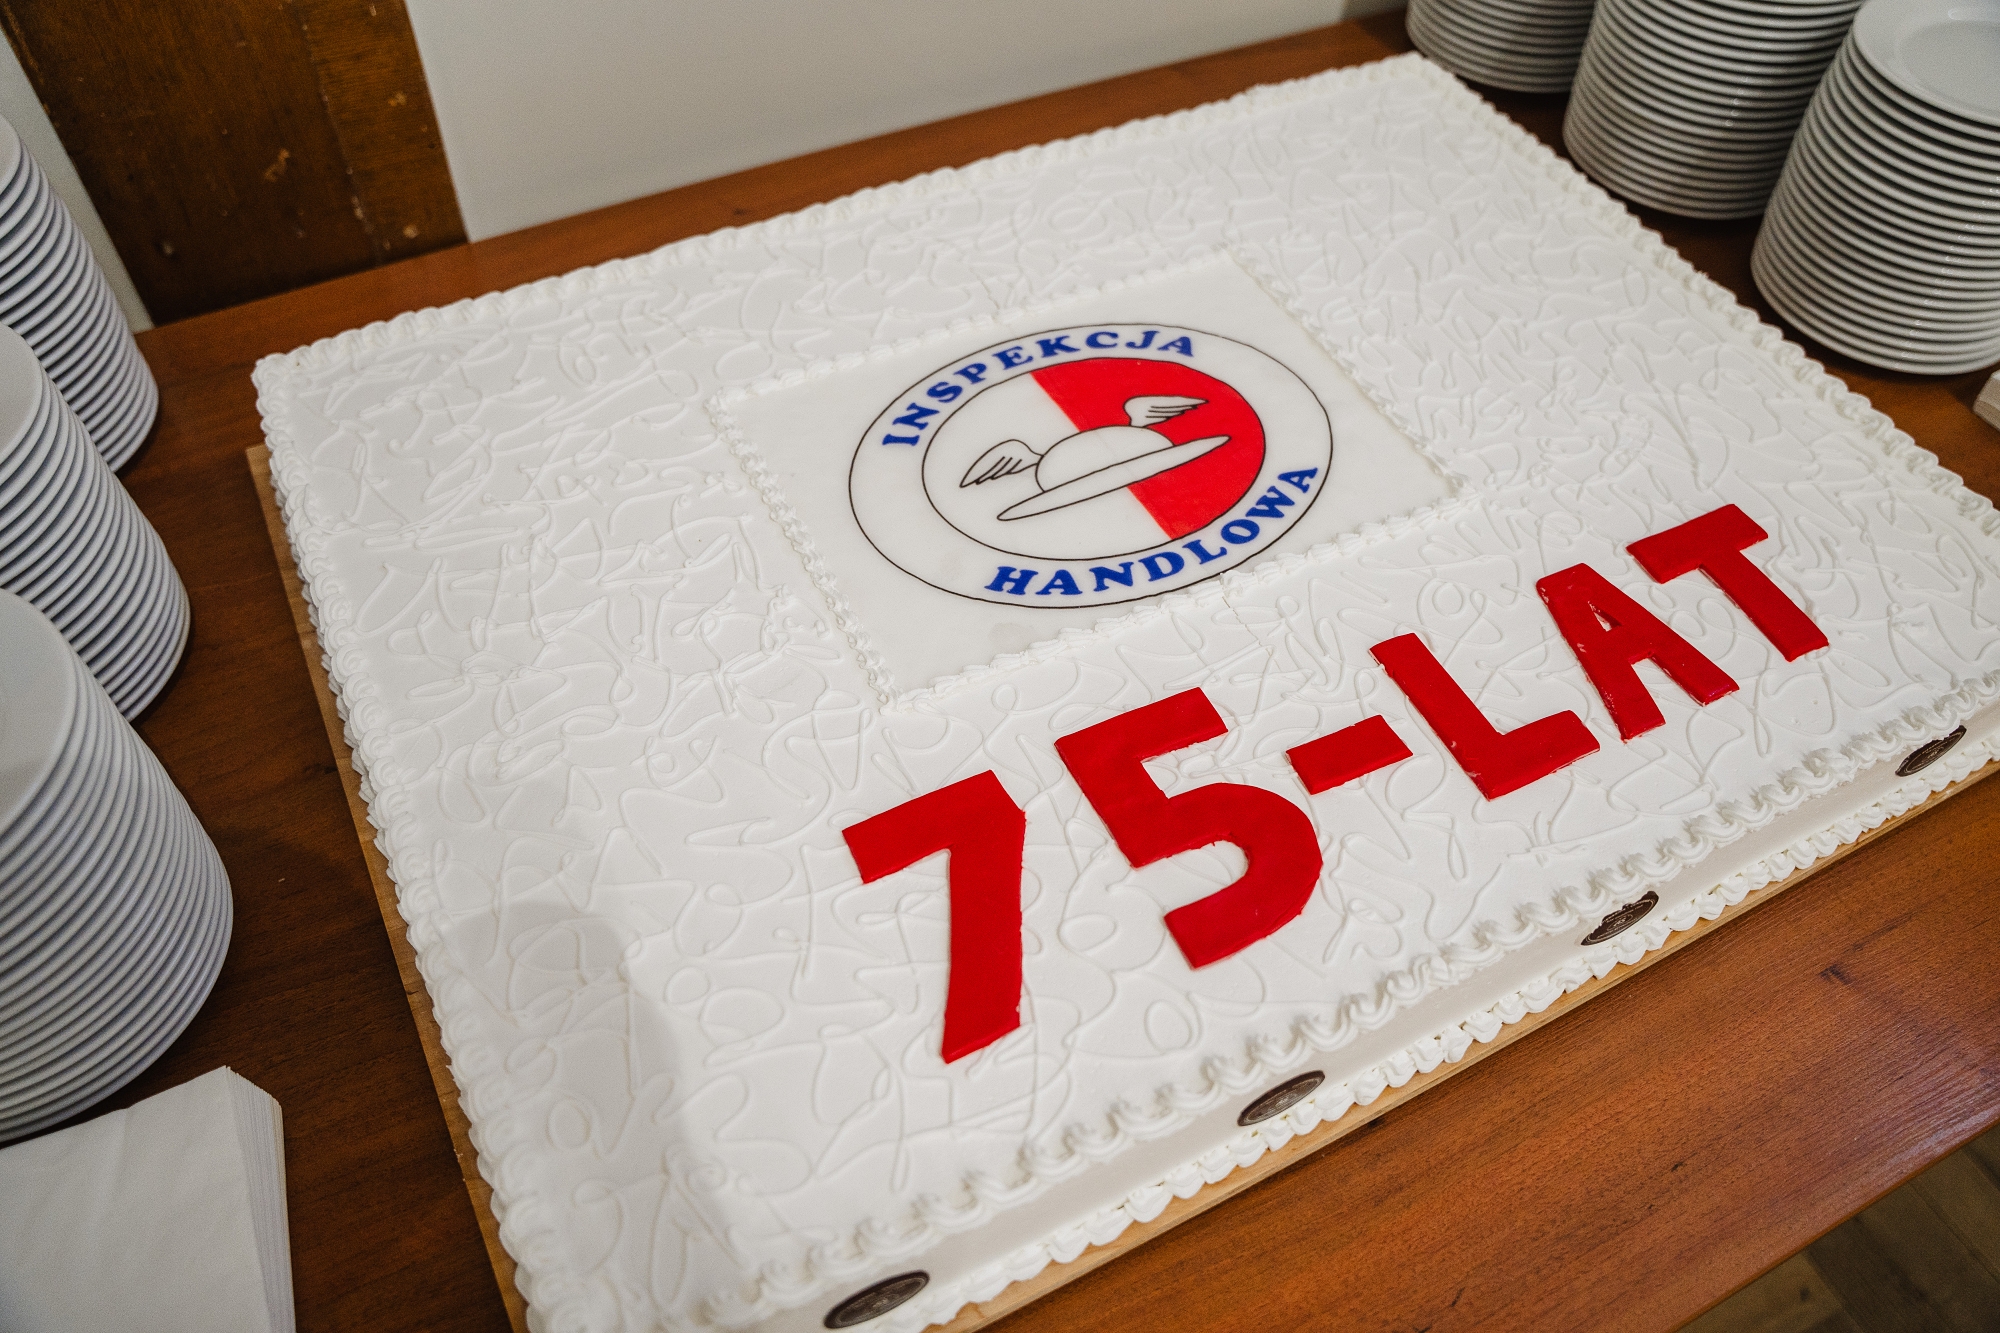 INSPEKCJA
HANDLOWA
75-LAT